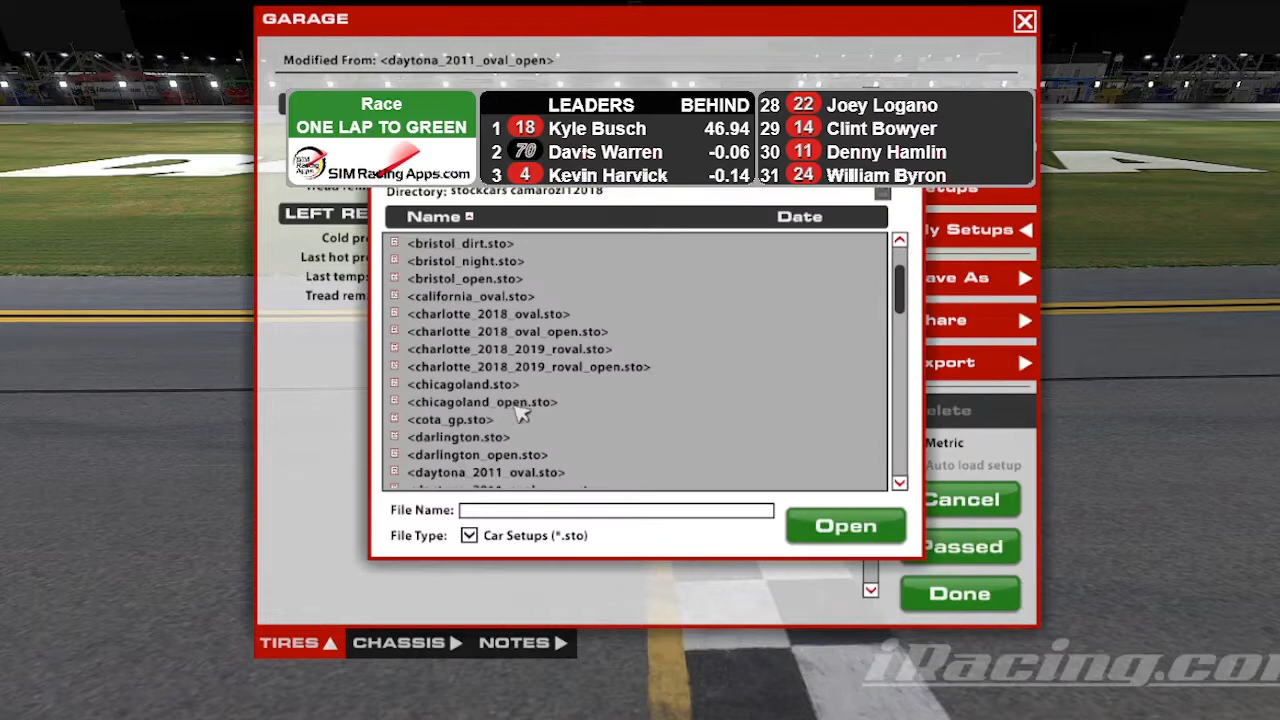 GARAGE
Modified From: <daytona_2011_oval_open>
Race
ONE LAP TO GREEN
SIM Racing Apps.com
LEADERS BEHIND
1 18 Kyle Busch 46.94
2 70 Davis Warren -0.06
3 4 Kevin Harvick -0.14
28 22 Joey Logano
29 14 Clint Bowyer
30 11 Denny Hamlin
31 24 William Byron
Directory: stockcars camarozl12018
Name Date
<bristol_dirt.sto>
<bristol_night.sto>
<bristol_open.sto>
<california_oval.sto>
<charlotte_2018_oval.sto>
<charlotte_2018_oval_open.sto>
<charlotte_2018_2019_roval.sto>
<charlotte_2018_2019_roval_open.sto>
<chicagoland.sto>
<chicagoland_open.sto>
<cota_gp.sto>
<darlington.sto>
<darlington_open.sto>
<daytona_2011_oval.sto>
File Name:
File Type: Car Setups (*.sto)
Open
LEFT RE
Cold pr
Last hot pr
Last temps
Tread rem
etups
ly Setups
ave As
hare
xport
elete
Metric
Auto load setup
Cancel
Passed
Done
TIRES CHASSIS NOTES
iRacing.co